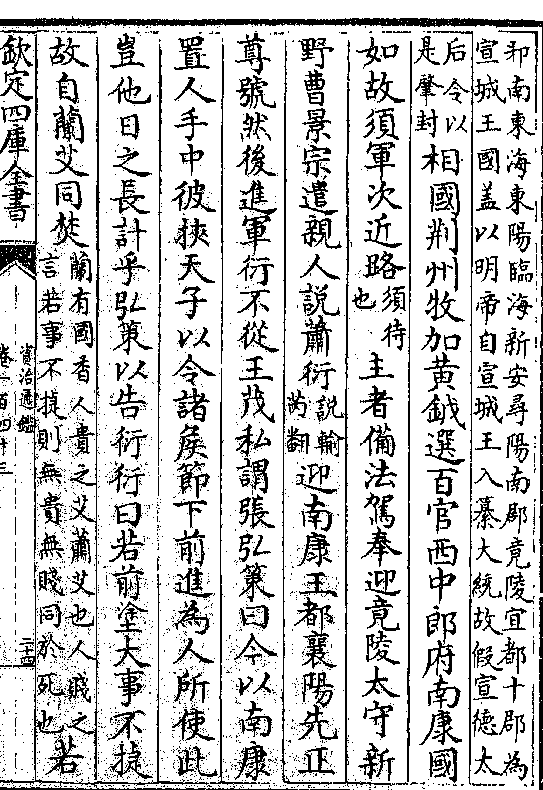 邪南東海東陽臨海新安尋陽南郡竟陵宜都十郡為
宣城王國蓋以明帝自宣城王入纂大統故假宣德太
后令以是肇封相國荆州牧加黃鉞選百官西中郎府南康國
如故須軍次近路須待也主者備法駕奉迎竟陵太守新
野曹景宗遣親人說蕭衍說輸芮翻迎南康王都襄陽先正
尊號然後進軍衍不從王茂私謂張弘策曰今以南康
置人手中彼挾天子以令諸侯節下前進為人所使此
豈他日之長計乎弘策以告衍衍曰若前塗大事不捷
故自蘭艾同焚蘭有國香人貴之艾蕭艾也人賤之言若事不捷則無貴無賤同於死也若
欽定四庫全書
資治通鑑
卷一百四十三
二十四